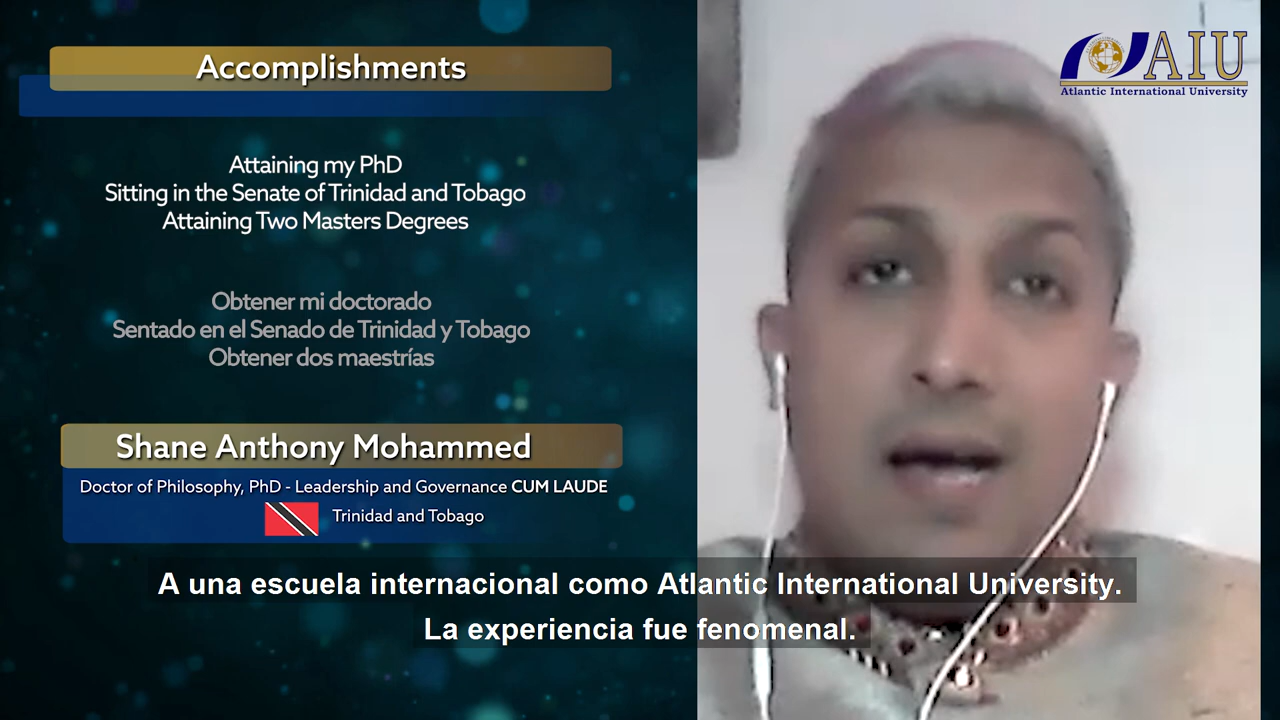 Accomplishments
Attaining my PhD
Sitting in the Senate of Trinidad and Tobago
Attaining Two Masters Degrees
Obtener mi doctorado
Sentado en el Senado de Trinidad y Tobago
Obtener dos maestrías
Shane Anthony Mohammed
Doctor of Philosophy, PhD - Leadership and Governance CUM LAUDE
Trinidad and Tobago
AIU
Atlantic International University
A una escuela internacional como Atlantic International University.
La experiencia fue fenomenal.